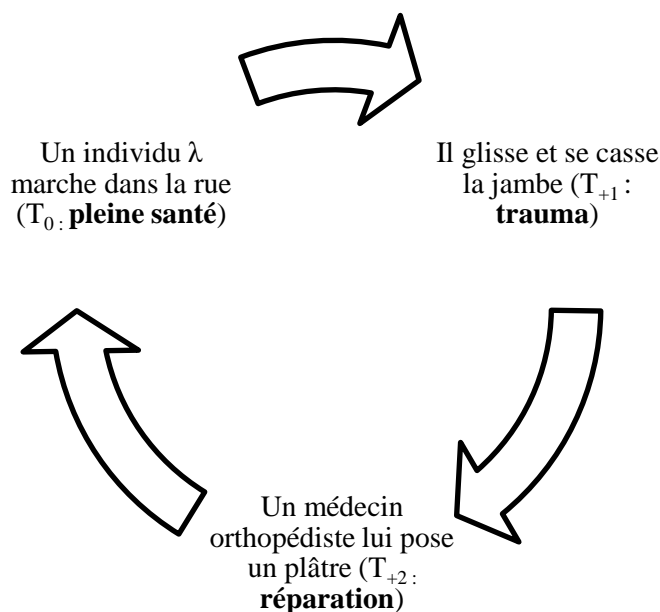 Un individu λ
marche dans la rue
(T₀ : pleine santé)
Il glisse et se casse
la jambe (T₊₁ :
trauma)
Un médecin
orthopédiste lui pose
un plâtre (T₊₂ :
réparation)